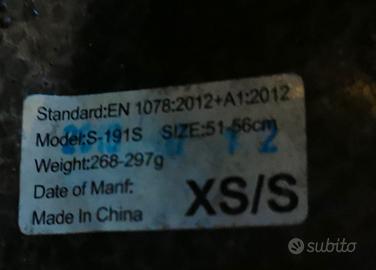 Standard:EN 1078:2012+A1:2012
Model:S-191S SIZE:51-56cm
Weight:268-297g
Date of Manf:
XS/S
Made In China
subito